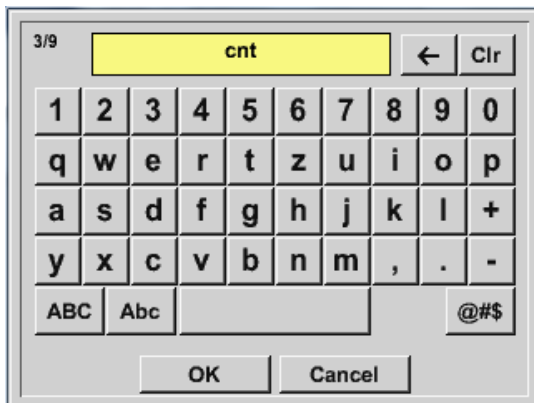 3/9 cnt ← Clr
1 2 3 4 5 6 7 8 9 0
q w e r t z u i o p
a s d f g h j k l +
y x c v b n m , . -
ABC Abc @#$
OK Cancel